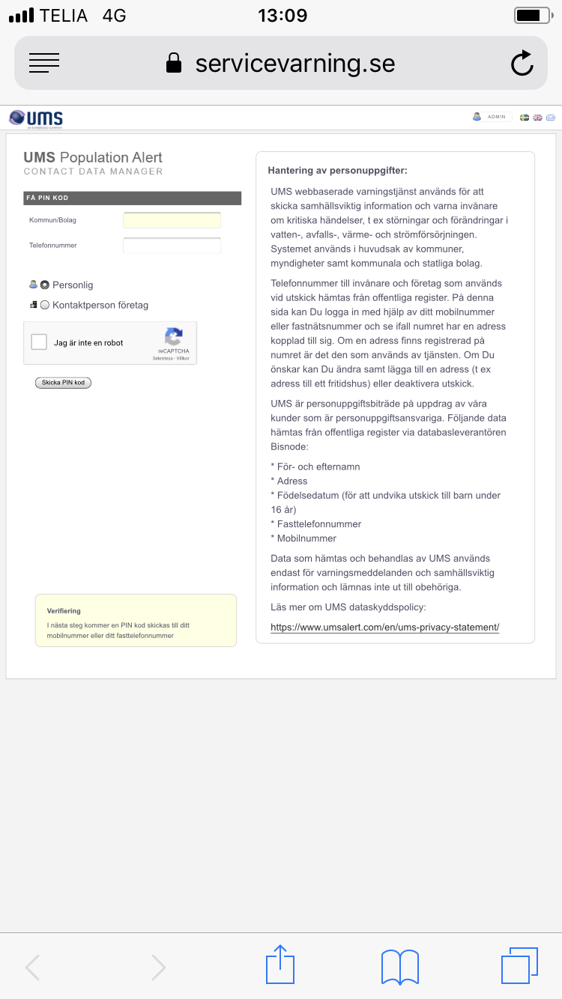 TELIA 4G 13:09
servicevarning.se
UMS
ADMIN
UMS Population Alert
CONTACT DATA MANAGER
FÅ PIN KOD
Kommun/Bolag
Telefonnummer
Personlig
Kontaktperson företag
Jag är inte en robot
reCAPTCHA
Sekretess - Villkor
Skicka PIN kod
Verifiering
I nästa steg kommer en PIN kod skickas till ditt
mobilnummer eller ditt fasttelefonnummer
Hantering av personuppgifter:
UMS webbaserade varningstjänst används för att
skicka samhällsviktig information och varna invånare
om kritiska händelser, t ex störningar och förändringar i
vatten-, avfalls-, värme- och strömförsörjningen.
Systemet används i huvudsak av kommuner,
myndigheter samt kommunala och statliga bolag.
Telefonnummer till invånare och företag som används
vid utskick hämtas från offentliga register. På denna
sida kan Du logga in med hjälp av ditt mobilnummer
eller fastnätsnummer och se ifall numret har en adress
kopplad till sig. Om en adress finns registrerad på
numret är det den som används av tjänsten. Om Du
önskar kan Du ändra samt lägga till en adress (t ex
adress till ett fritidshus) eller deaktivera utskick.
UMS är personuppgiftsbiträde på uppdrag av våra
kunder som är personuppgiftsansvariga. Följande data
hämtas från offentliga register via databasleverantören
Bisnode:
* För- och efternamn
* Adress
* Födelsedatum (för att undvika utskick till barn under
16 år)
* Fasttelefonnummer
* Mobilnummer
Data som hämtas och behandlas av UMS används
endast för varningsmeddelanden och samhällsviktig
information och lämnas inte ut till obehöriga.
Läs mer om UMS dataskyddspolicy:
https://www.umsalert.com/en/ums-privacy-statement/